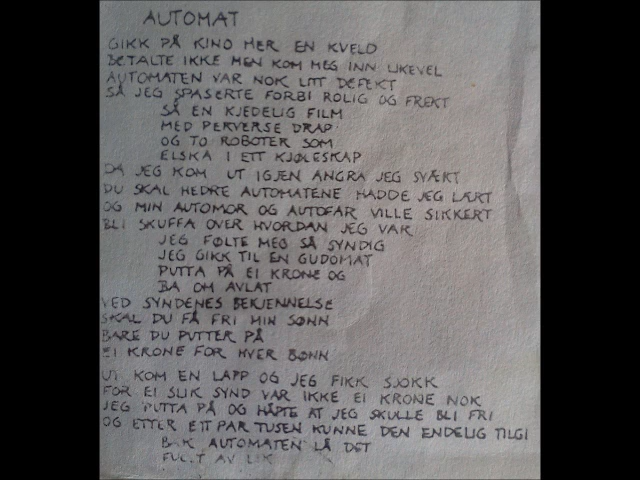 AUTOMAT
GIKK PÅ KINO HER EN KVELD
BETALTE IKKE MEN KOM MEG INN LIKEVEL
AUTOMATEN VAR NOK LITT DEFEKT
SÅ JEG SPASERTE FORBI ROLIG OG FREKT
SÅ EN KJEDELIG FILM
MED PERVERSE DRAP
OG TO ROBOTER SOM
ELSKA I ETT KJØLESKAP
DA JEG KOM UT IGJEN ANGRA JEG SVÆRT
DU SKAL HEDRE AUTOMATENE HADDE JEG LÆRT
OG MIN AUTOMOR OG AUTOFAR VILLE SIKKERT
BLI SKUFFA OVER HVORDAN JEG VAR
JEG FØLTE MEG SÅ SYNDIG
JEG GIKK TIL EN GUDOMAT
PUTTA PÅ EI KRONE OG
BA OM AVLAT
VED SYNDENES BEKJENNELSE
SKAL DU FÅ FRI MIN SØNN
BARE DU PUTTER PÅ
EI KRONE FOR HVER BØNN
UT KOM EN LAPP OG JEG FIKK SJOKK
FOR EI SLIK SYND VAR IKKE EI KRONE NOK
JEG PUTTA PÅ OG HÅPTE AT JEG SKULLE BLI FRI
OG ETTER ETT PAR TUSEN KUNNE DEN ENDELIG TILGI
BAK AUTOMATEN LÅ DET
FULLT AV LIK